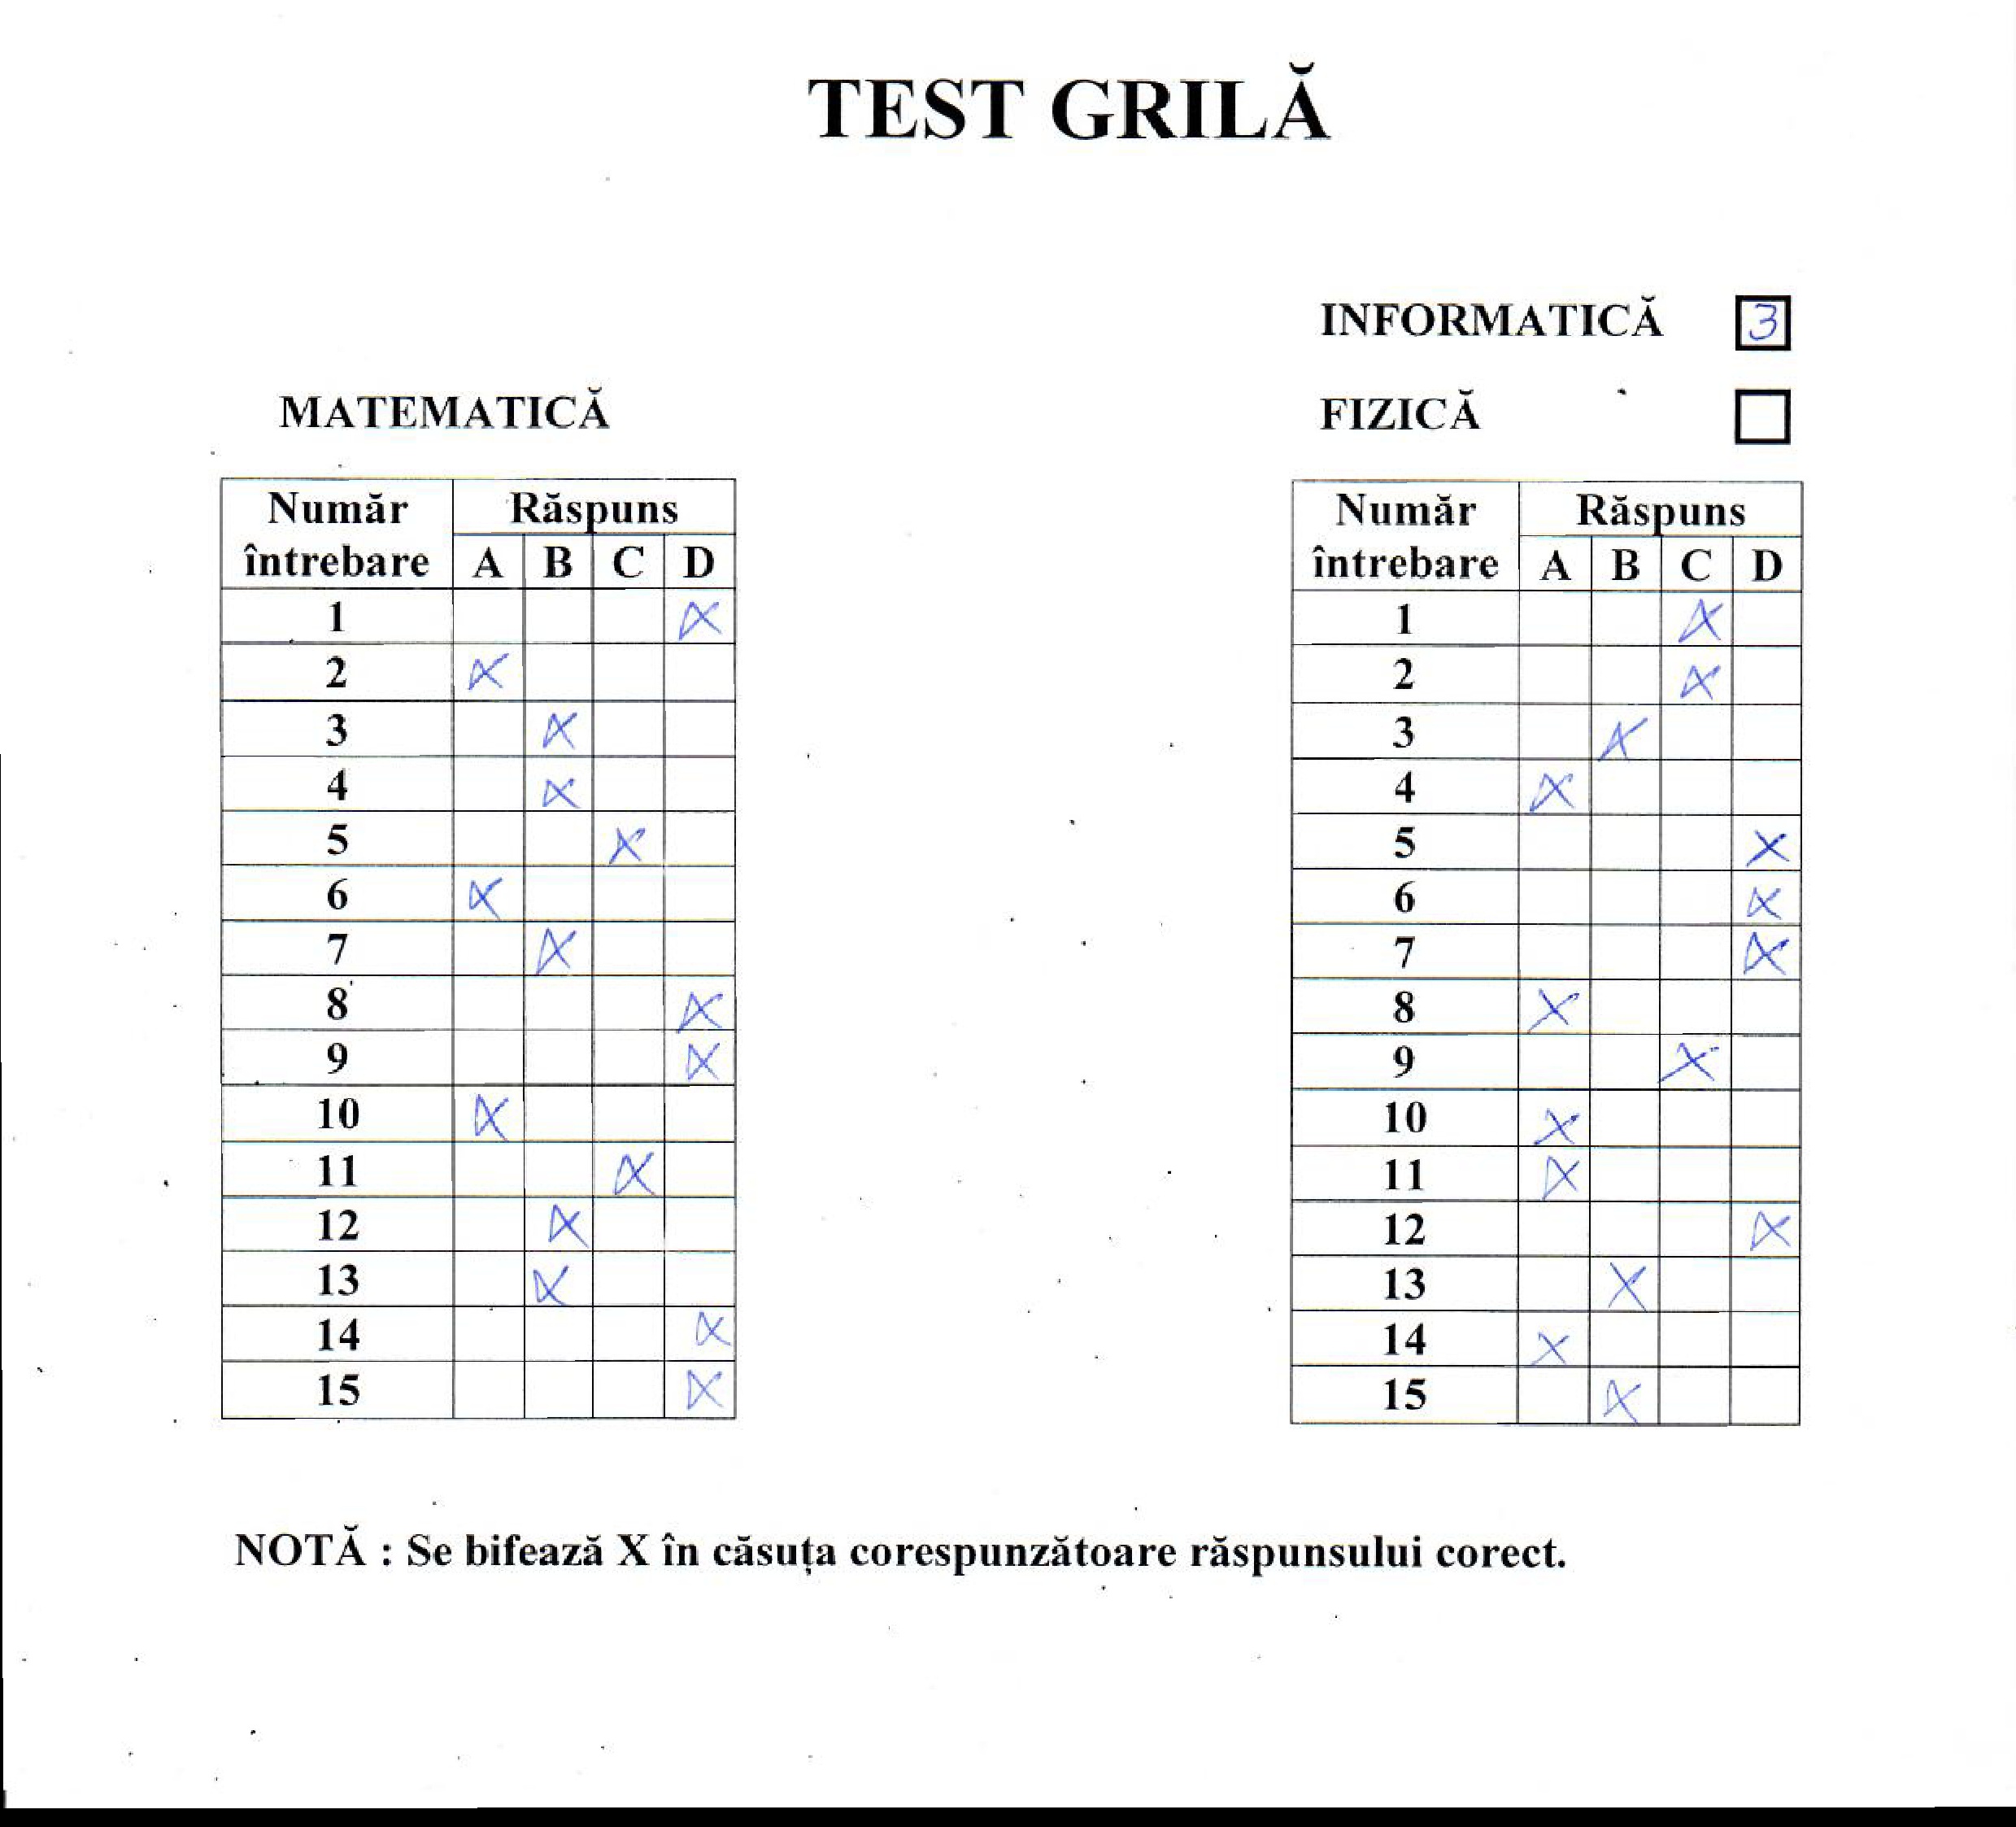 TEST GRILĂ
INFORMATICĂ 3
FIZICĂ
MATEMATICĂ
Număr întrebare Răspuns
A B C D
1 X
2 X
3 X
4 X
5 X
6 X
7 X
8 X
9 X
10 X
11 X
12 X
13 X
14 X
15 X
Număr întrebare Răspuns
A B C D
1 X
2 X
3 X
4 X
5 X
6 X
7 X
8 X
9 X
10 X
11 X
12 X
13 X
14 X
15 X
NOTĂ : Se bifează X în căsuța corespunzătoare răspunsului corect.